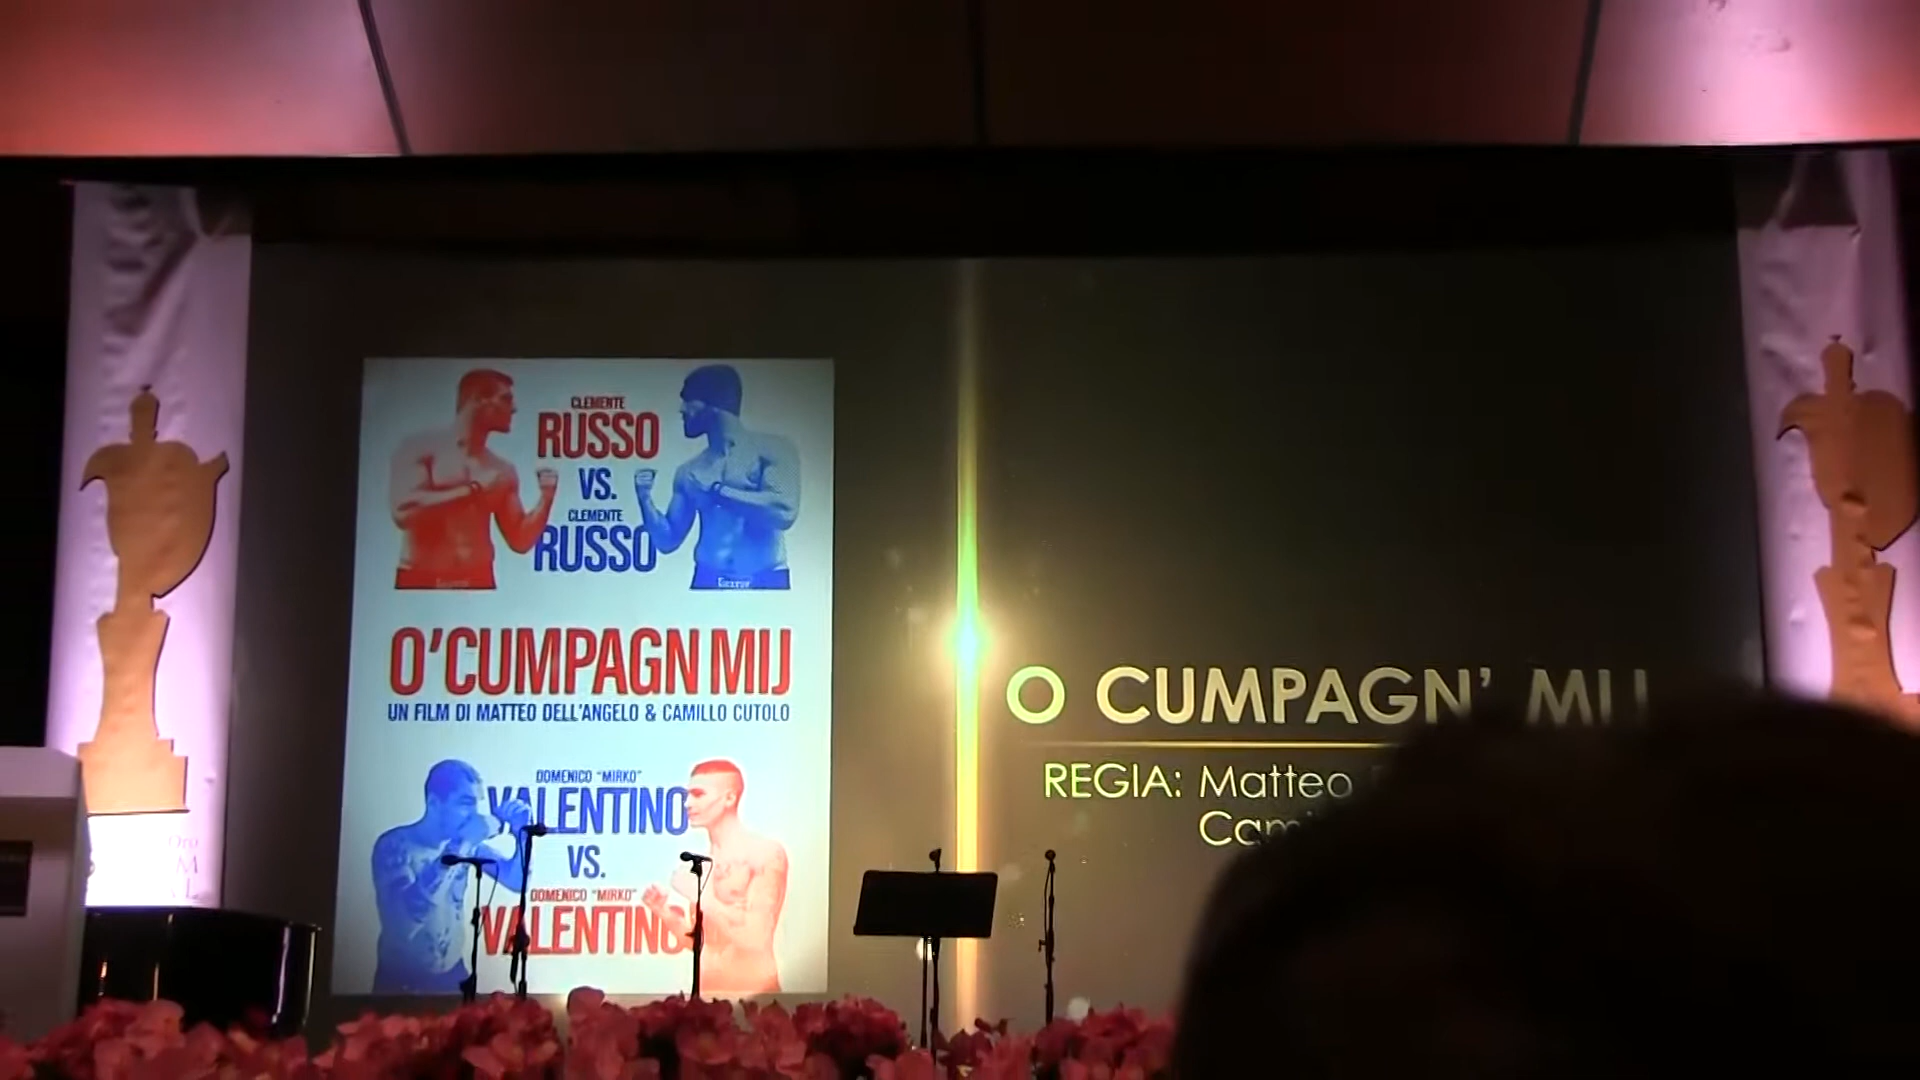 CLEMENTE
RUSSO
VS.
CLEMENTE
RUSSO
O'CUMPAGN MIJ
UN FILM DI MATTEO DELL'ANGELO & CAMILLO CUTOLO
DOMENICO "MIRKO"
VALENTINO
VS.
DOMENICO "MIRKO"
VALENTINO
O CUMPAGN' MIJ
REGIA: Matteo